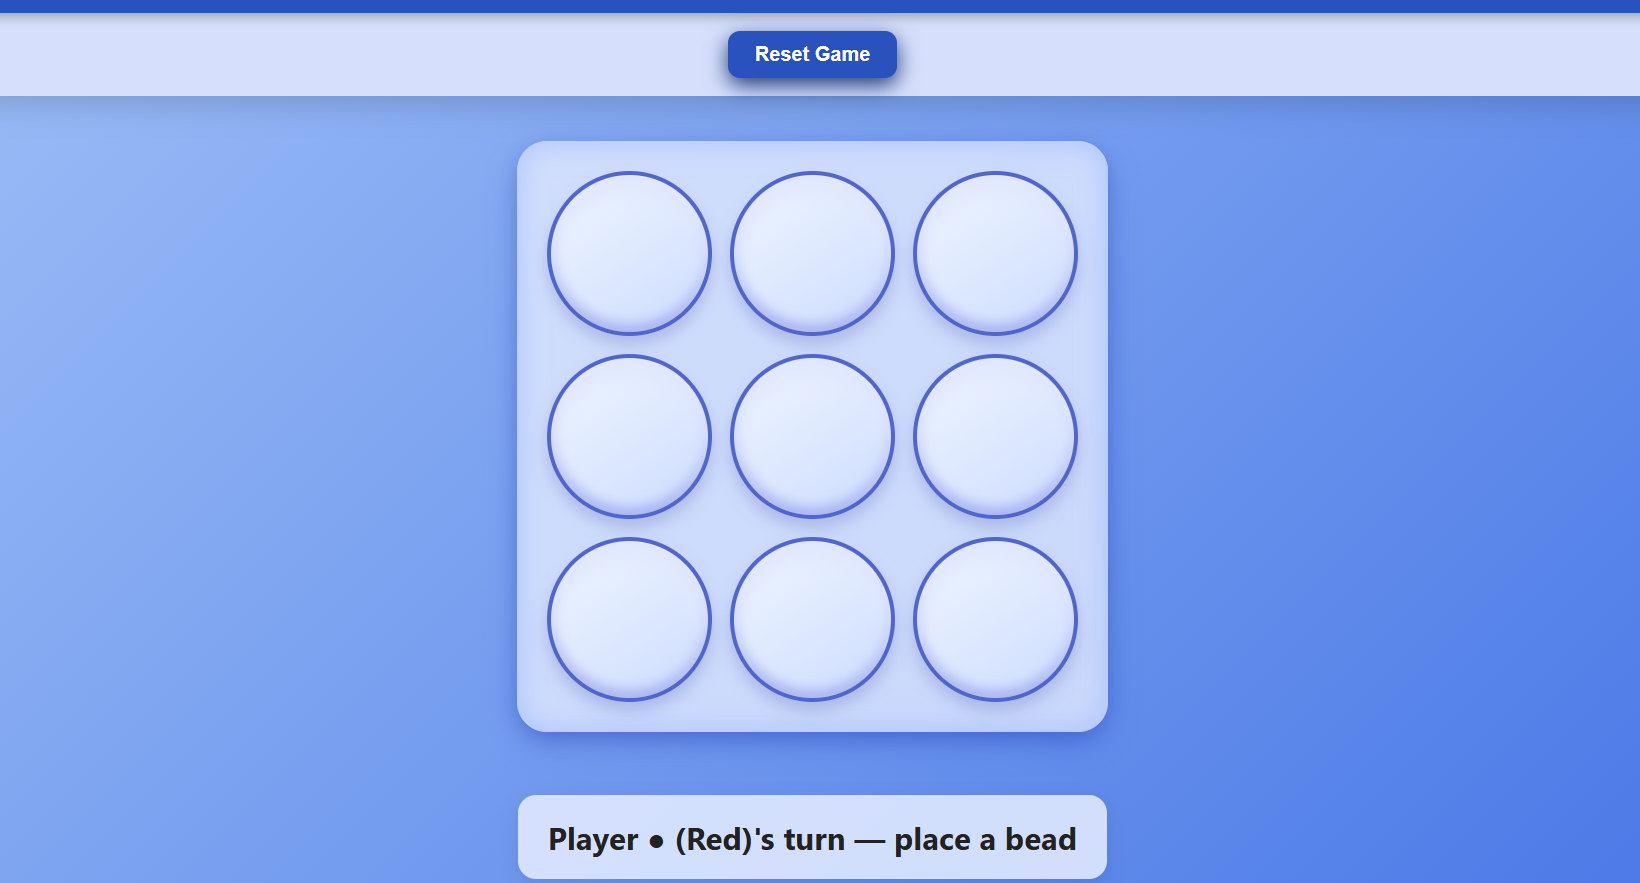 Reset Game
Player ● (Red)'s turn — place a bead